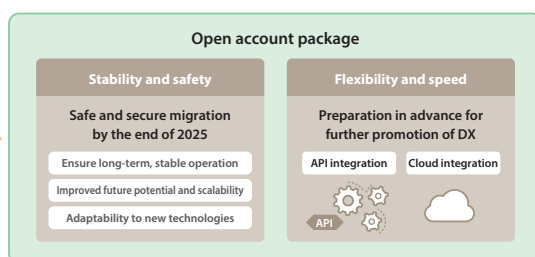 Open account package
Stability and safety
Safe and secure migration
by the end of 2025
Ensure long-term, stable operation
Improved future potential and scalability
Adaptability to new technologies
Flexibility and speed
Preparation in advance for
further promotion of DX
API integration
Cloud integration
API